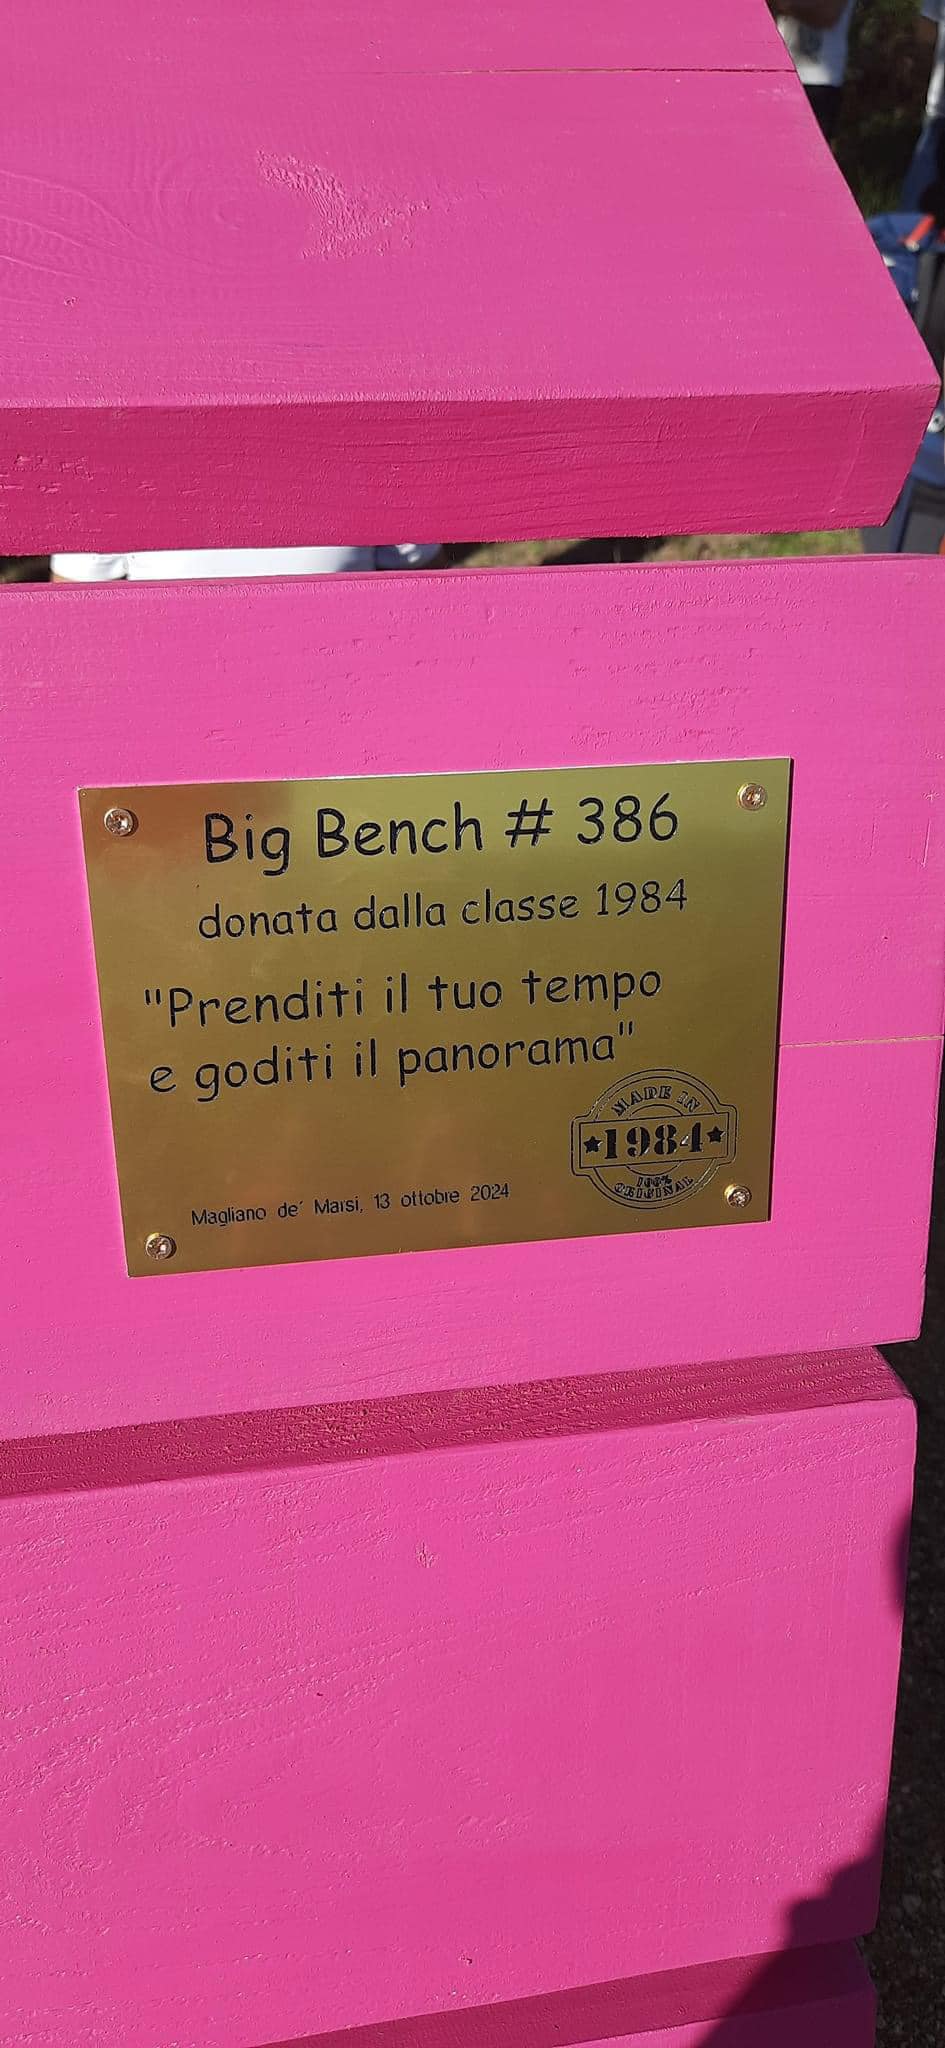 Big Bench # 386
donata dalla classe 1984
"Prenditi il tuo tempo
e goditi il panorama"
MADE IN
★1984★
100%
ORIGINAL
Magliano de´ Marsi, 13 ottobre 2024